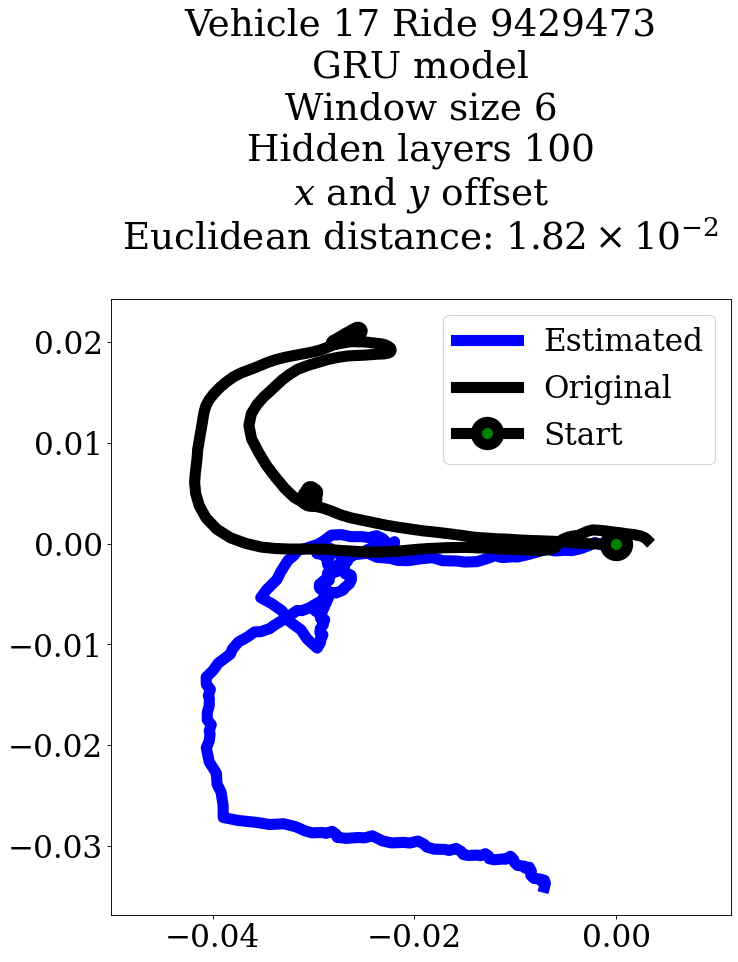 Vehicle 17 Ride 9429473
GRU model
Window size 6
Hidden layers 100
x and y offset
Euclidean distance: 1.82 × 10⁻²
Estimated
Original
Start
0.02
0.01
0.00
−0.01
−0.02
−0.03
−0.04
−0.02
0.00